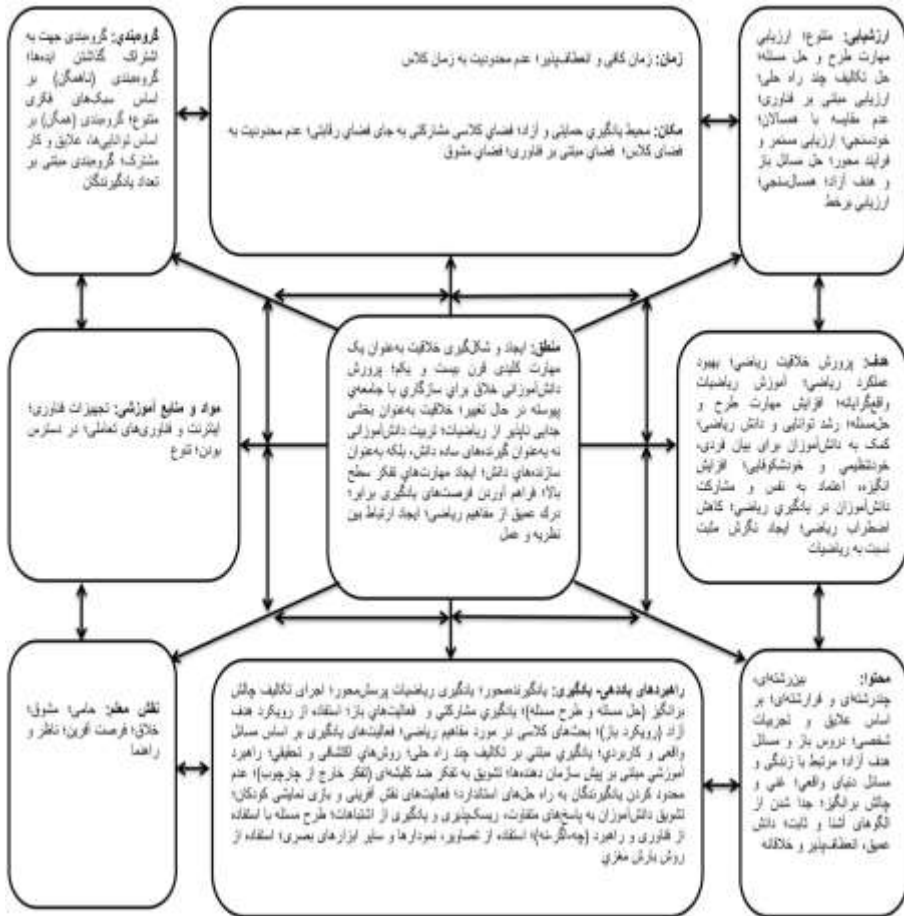 ارزشیابی: متنوع؛ ارزیابی
مهارت طرح و حل مسئله؛
حل تکالیف چند راه حلی؛
ارزیابی مبتنی بر فناوری؛
عدم مقایسه با همسالان؛
خودسنجی؛ ارزیابی مستمر و
فرآیند محور؛ حل مسائل باز
و هدف آزاد؛ همسال‌سنجی؛
ارزیابی برخط
زمان: زمان کافی و انعطاف‌پذیر؛ عدم محدودیت به زمان کلاس
مکان: محیط یادگیری حمایتی و آزاد؛ فضای کلاسی مشارکتی به جای فضای رقابتی؛ عدم محدودیت به
فضای کلاس؛ فضای مبتنی بر فناوری؛ فضای مشوق
گروه‌بندی: گروه‌بندی جهت به
اشتراک گذاشتن ایده‌ها؛
گروه‌بندی (ناهمگن) بر
اساس سبک‌های فکری
متنوع؛ گروه‌بندی (همگن) بر
اساس توانایی‌ها، علایق و کار
مشترک؛ گروه‌بندی مبتنی بر
تعداد یادگیرندگان
هدف: پرورش خلاقیت ریاضی؛ بهبود
عملکرد ریاضی؛ آموزش ریاضیات
واقع‌گرایانه؛ افزایش مهارت طرح و
حل‌مسئله؛ رشد توانایی و دانش ریاضی؛
کمک به دانش‌آموزان برای بیان فردی،
خودتنظیمی و خودشکوفایی؛ افزایش
انگیزه، اعتماد به نفس و مشارکت
دانش‌آموزان در یادگیری ریاضی؛ کاهش
اضطراب ریاضی؛ ایجاد نگرش مثبت
نسبت به ریاضیات
منطق: ایجاد و شکل‌گیری خلاقیت به‌عنوان یک
مهارت کلیدی قرن بیست و یکم؛ پرورش
دانش‌آموزانی خلاق برای سازگاری با جامعه‌ی
پیوسته در حال تغییر؛ خلاقیت به‌عنوان بخشی
جدایی ناپذیر از ریاضیات؛ تربیت دانش‌آموزانی
نه به‌عنوان گیرنده‌های ساده دانش، بلکه به‌عنوان
سازنده‌های دانش؛ ایجاد مهارت‌های تفکر سطح
بالا؛ فراهم آوردن فرصت‌های یادگیری برابر؛
درک عمیق از مفاهیم ریاضی؛ ایجاد ارتباط بین
نظریه و عمل
مواد و منابع آموزشی: تجهیزات فناوری؛
اینترنت و فناوری‌های تعاملی؛ در دسترس
بودن؛ تنوع
محتوا: بین‌رشته‌ای،
چندرشته‌ای و فرارشته‌ای؛ بر
اساس علایق و تجربیات
شخصی؛ دروس باز و مسائل
هدف آزاد؛ مرتبط با زندگی و
مسائل دنیای واقعی؛ غنی و
چالش برانگیز؛ جدا شدن از
الگوهای آشنا و ثابت؛ دانش
عمیق، انعطاف‌پذیر و خلاقانه
راهبردهای یاددهی- یادگیری: یادگیرنده‌محور؛ یادگیری ریاضیات پرسش‌محور؛ اجرای تکالیف چالش
برانگیز (حل مسئله و طرح مسئله)؛ یادگیری مشارکتی و فعالیت‌های باز؛ استفاده از رویکرد هدف
آزاد (رویکرد باز)؛ بحث‌های کلاسی در مورد مفاهیم ریاضی؛ فعالیت‌های یادگیری بر اساس مسائل
واقعی و کاربردی؛ یادگیری مبتنی بر تکالیف چند راه حلی؛ روش‌های اکتشافی و تحقیقی؛ راهبرد
آموزشی مبتنی بر پیش سازمان دهنده‌ها؛ تشویق به تفکر ضد کلیشه‌ای (تفکر خارج از چارچوب)؛ عدم
محدود کردن یادگیرندگان به راه حل‌های استاندارد؛ فعالیت‌های نقش آفرینی و بازی نمایشی کودکان؛
تشویق دانش‌آموزان به پاسخ‌های متفاوت، ریسک‌پذیری و یادگیری از اشتباهات؛ طرح مسئله با استفاده
از فناوری و راهبرد (چه-اگر-نه)؛ استفاده از تصاویر، نمودارها و سایر ابزارهای بصری؛ استفاده از
روش بارش مغزی
نقش معلم: حامی؛ مشوق؛
خلاق؛ فرصت آفرین؛ ناظر و
راهنما